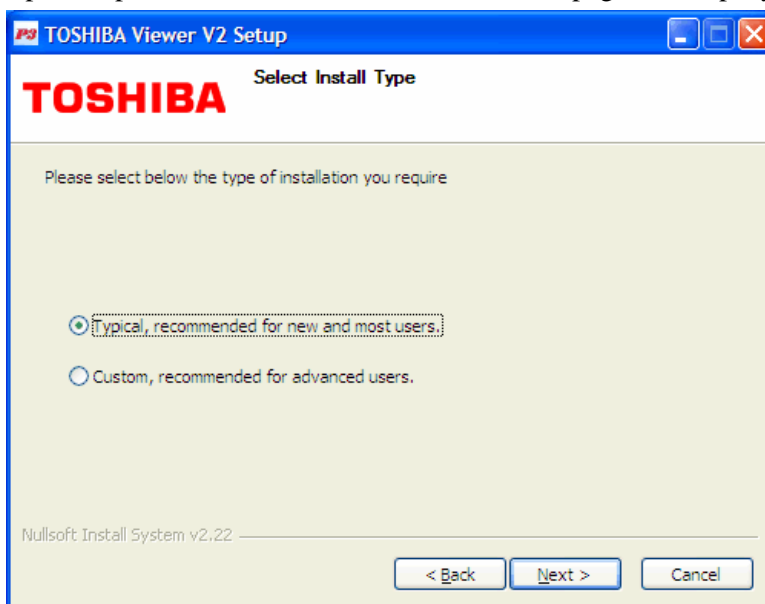 TOSHIBA Viewer V2 Setup
TOSHIBA
Select Install Type
Please select below the type of installation you require
Typical, recommended for new and most users.
Custom, recommended for advanced users.
Nullsoft Install System v2.22
< Back
Next >
Cancel